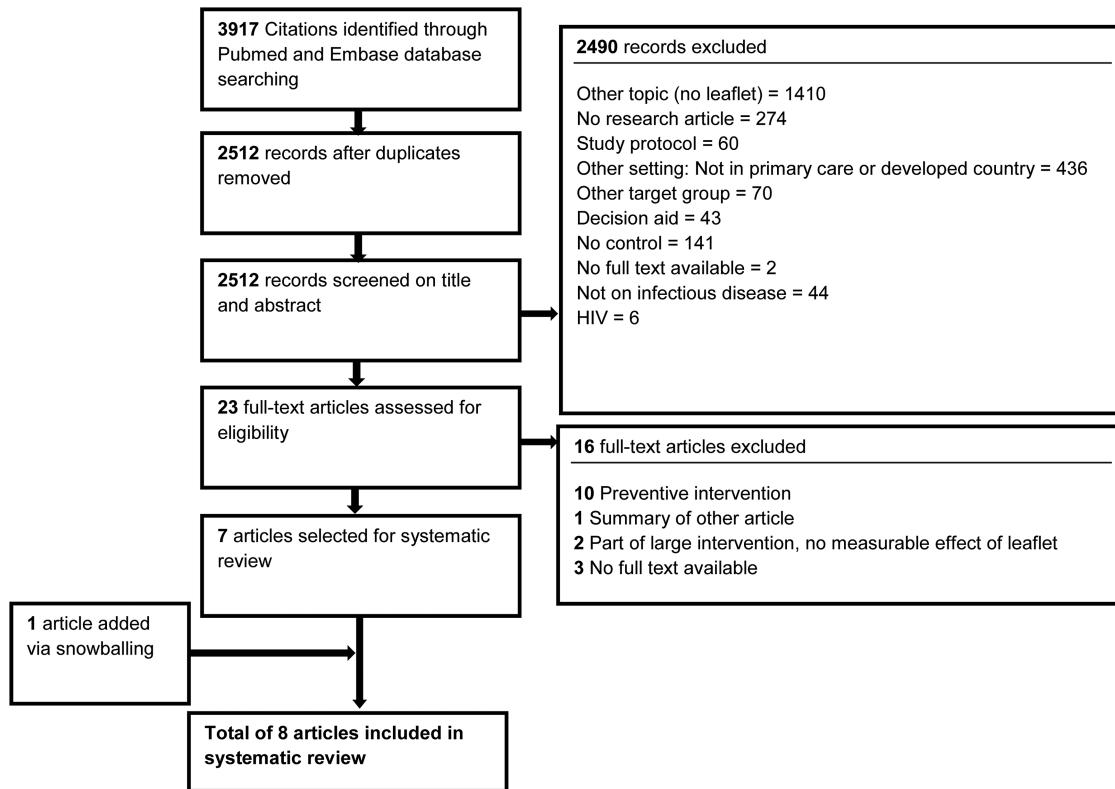 3917 Citations identified through
Pubmed and Embase database
searching
2512 records after duplicates
removed
2512 records screened on title
and abstract
2490 records excluded
Other topic (no leaflet) = 1410
No research article = 274
Study protocol = 60
Other setting: Not in primary care or developed country = 436
Other target group = 70
Decision aid = 43
No control = 141
No full text available = 2
Not on infectious disease = 44
HIV = 6
23 full-text articles assessed for
eligibility
16 full-text articles excluded
10 Preventive intervention
1 Summary of other article
2 Part of large intervention, no measurable effect of leaflet
3 No full text available
7 articles selected for systematic
review
1 article added
via snowballing
Total of 8 articles included in
systematic review